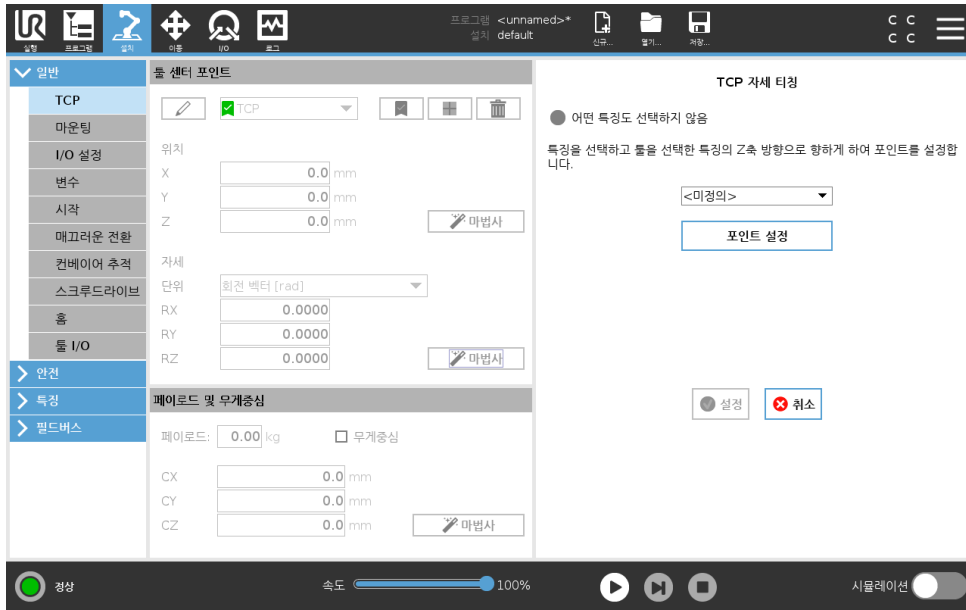 UR
실행
프로그램
설치
이동
I/O
로그
프로그램 <unnamed>*
설치 default
신규...
열기...
저장...
C C
C C
일반
TCP
마운팅
I/O 설정
변수
시작
매끄러운 전환
컨베이어 추적
스크루드라이브
홈
툴 I/O
안전
특징
필드버스
툴 센터 포인트
TCP
위치
X 0.0 mm
Y 0.0 mm
Z 0.0 mm 마법사
자세
단위 회전 벡터 [rad]
RX 0.0000
RY 0.0000
RZ 0.0000 마법사
페이로드 및 무게중심
페이로드: 0.00 kg 무게중심
CX 0.0 mm
CY 0.0 mm
CZ 0.0 mm 마법사
TCP 자세 티칭
어떤 특징도 선택하지 않음
특징을 선택하고 툴을 선택한 특징의 Z축 방향으로 향하게 하여 포인트를 설정합
니다.
<미정의>
포인트 설정
설정 취소
정상
속도 100%
시뮬레이션